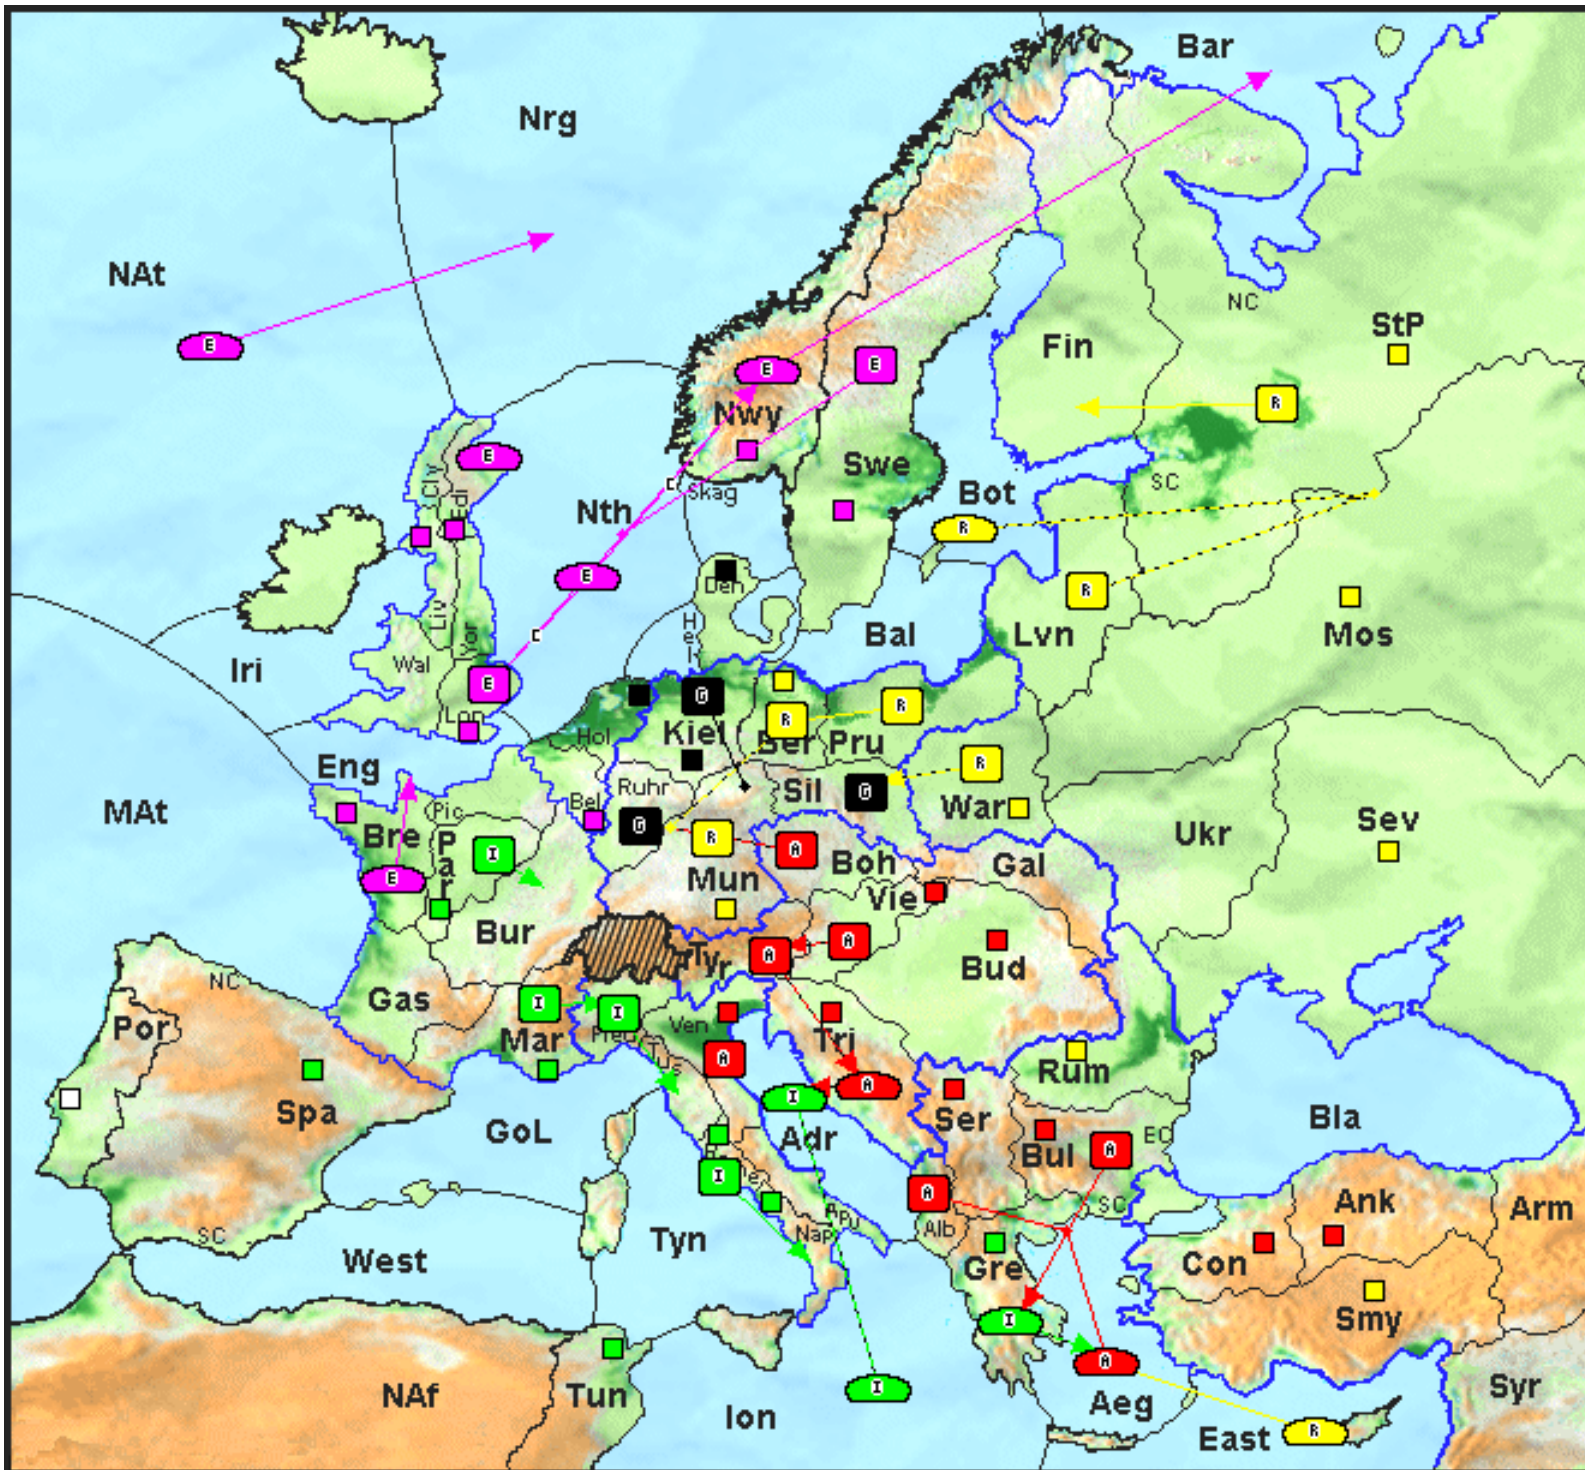 Bar
Nrg
NAt
NC
StP
Fin
E
E
E
Nwy
R
E
Swe
Cly
Edi
Skag
C
Nth
Bot
SC
R
E
Den
R
Liv
Yor
Hel
Bal
Lvn
Mos
C
Iri
Wal
E
Lon
G
R
R
Hol
Kiel
Ber
Pru
Eng
Ruhr
Sil
G
R
War
MAt
Bel
Pic
Bre
Par
I
G
R
A
Boh
Ukr
Sev
E
Mun
Gal
Vie
Bur
Tyr
A
A
Bud
NC
Gas
I
I
Por
Mar
Pied
Ven
Tri
Tus
A
Rum
A
I
Ser
Spa
GoL
Adr
Bul
A
EC
Bla
I
A
SC
Ank
Arm
SC
Apu
Alb
Tyn
Nap
West
Gre
Con
I
Smy
A
NAf
Tun
I
Aeg
Syr
Ion
R
East